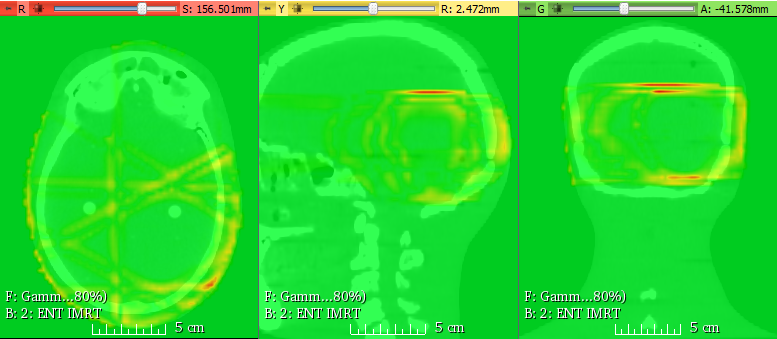 R S: 156.501mm
Y R: 2.472mm
G A: -41.578mm
F: Gamm...80%)
B: 2: ENT IMRT
5 cm
F: Gamm...80%)
B: 2: ENT IMRT
5 cm
F: Gamm...80%)
B: 2: ENT IMRT
5 cm